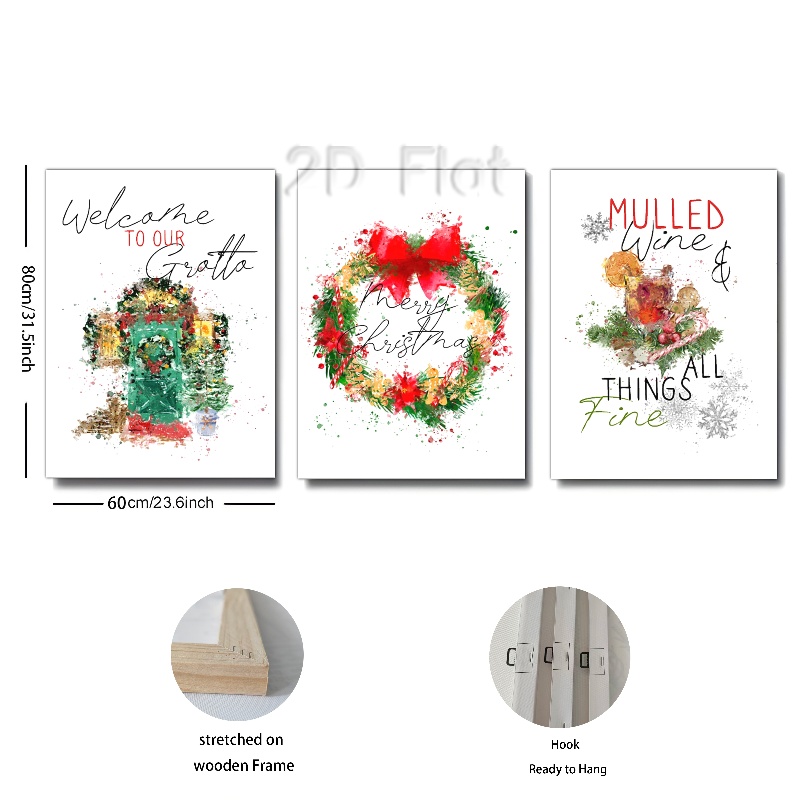 2D Flat
Welcome
TO OUR
Grotto
Merry
Christmas
MULLED
Wine
&
ALL
THINGS
Fine
80cm/31.5inch
60cm/23.6inch
stretched on
wooden Frame
Hook
Ready to Hang